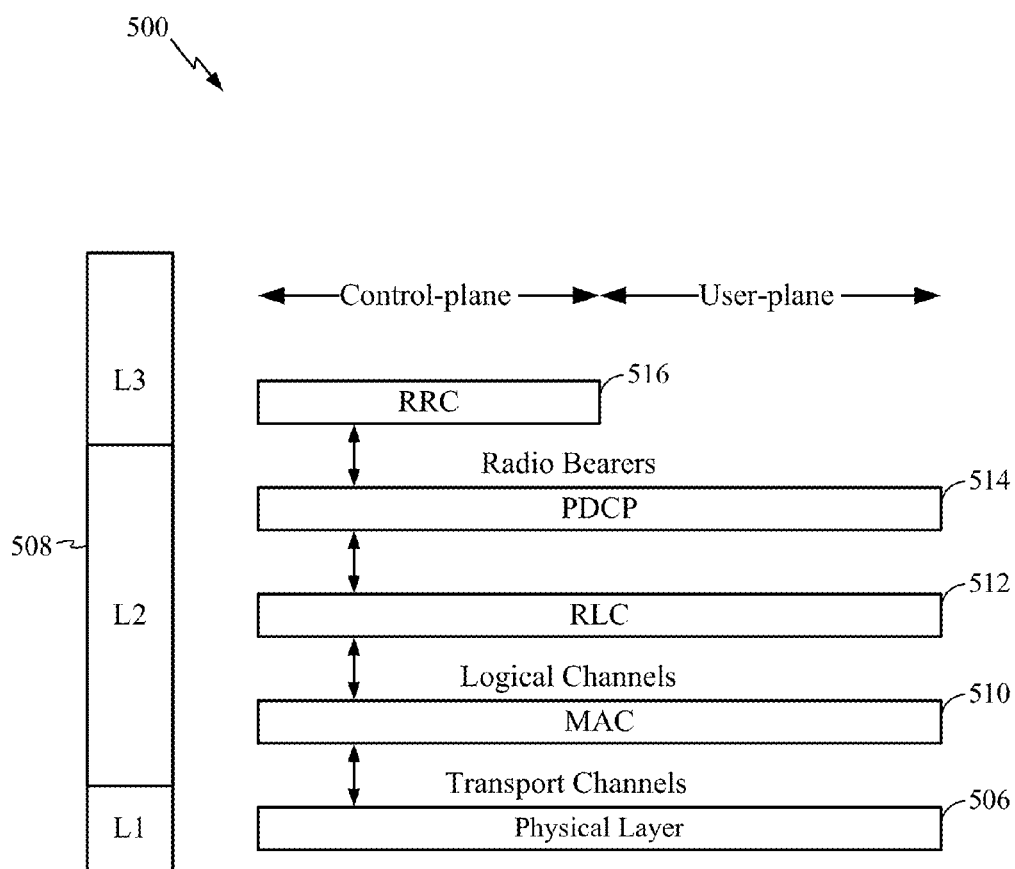 500
Control-plane User-plane
L3
RRC
516
Radio Bearers
PDCP
514
508
L2
RLC
512
Logical Channels
MAC
510
Transport Channels
L1
Physical Layer
506